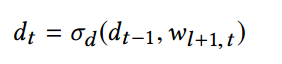 d_t = σ_d(d_{t−1}, w_{l+1,t})